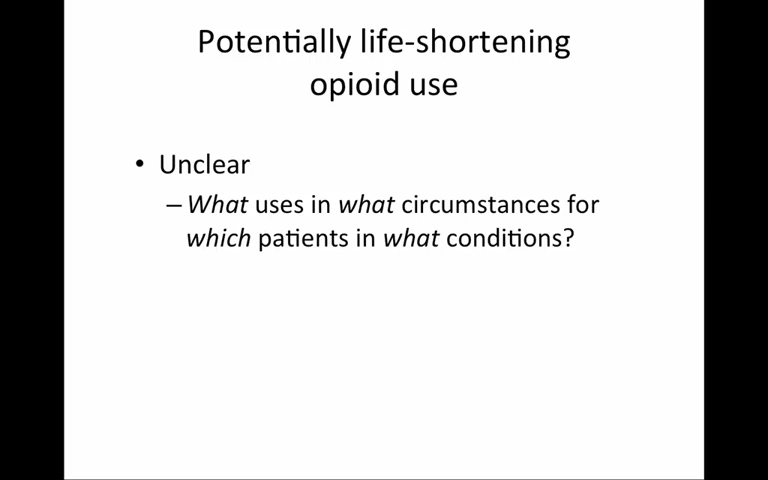 Potentially life-shortening
opioid use
• Unclear
– What uses in what circumstances for
which patients in what conditions?